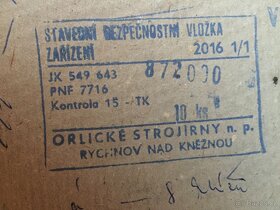 STAVEBNÍ BEZPEČNOSTNÍ VLOŽKA
ZAŘÍZENÍ 2016 1/1
JK 549 643 872000
PNF 7716
Kontrola 15 - TK
10 ks
ORLICKÉ STROJÍRNY n. p.
RYCHNOV NAD KNĚŽNOU